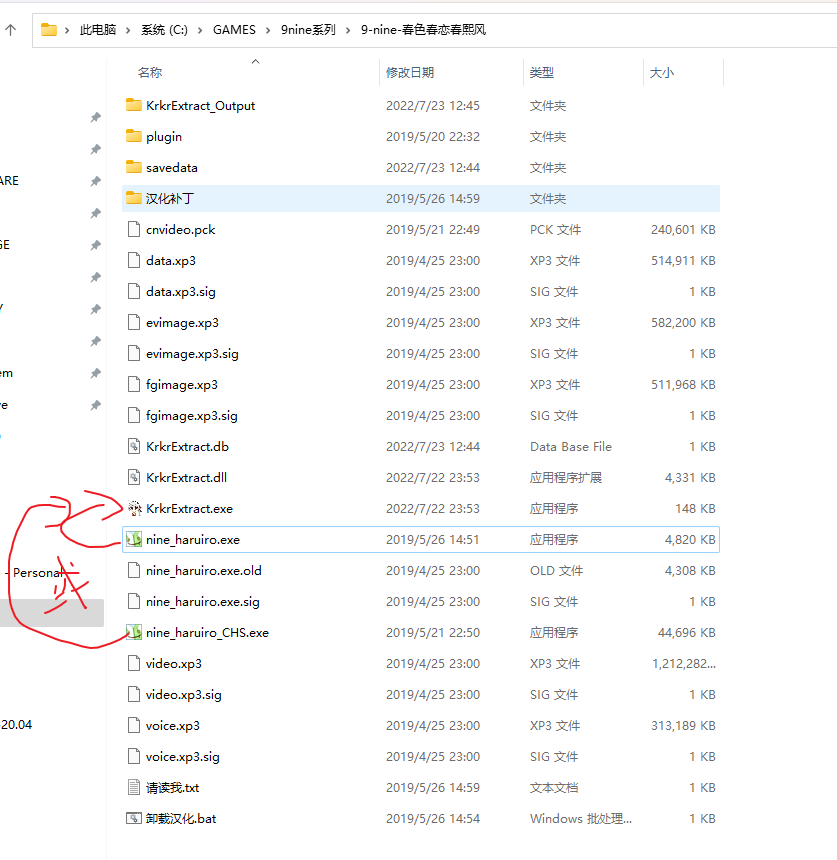 此电脑 › 系统 (C:) › GAMES › 9nine系列 › 9-nine-春色春恋春熙风
名称 修改日期 类型 大小
KrkrExtract_Output 2022/7/23 12:45 文件夹
plugin 2019/5/20 22:32 文件夹
savedata 2022/7/23 12:44 文件夹
ARE
汉化补丁 2019/5/26 14:59 文件夹
cnvideo.pck 2019/5/21 22:49 PCK 文件 240,601 KB
GE
data.xp3 2019/4/25 23:00 XP3 文件 514,911 KB
data.xp3.sig 2019/4/25 23:00 SIG 文件 1 KB
evimage.xp3 2019/4/25 23:00 XP3 文件 582,200 KB
evimage.xp3.sig 2019/4/25 23:00 SIG 文件 1 KB
em
fgimage.xp3 2019/4/25 23:00 XP3 文件 511,968 KB
fgimage.xp3.sig 2019/4/25 23:00 SIG 文件 1 KB
KrkrExtract.db 2022/7/23 12:44 Data Base File 1 KB
KrkrExtract.dll 2022/7/22 23:53 应用程序扩展 4,331 KB
KrkrExtract.exe 2022/7/22 23:53 应用程序 148 KB
nine_haruiro.exe 2019/5/26 14:51 应用程序 4,820 KB
- Personal
或
nine_haruiro.exe.old 2019/4/25 23:00 OLD 文件 4,308 KB
nine_haruiro.exe.sig 2019/4/25 23:00 SIG 文件 1 KB
nine_haruiro_CHS.exe 2019/5/21 22:50 应用程序 44,696 KB
video.xp3 2019/4/25 23:00 XP3 文件 1,212,282...
video.xp3.sig 2019/4/25 23:00 SIG 文件 1 KB
-20.04
voice.xp3 2019/4/25 23:00 XP3 文件 313,189 KB
voice.xp3.sig 2019/4/25 23:00 SIG 文件 1 KB
请读我.txt 2019/5/26 14:59 文本文档 1 KB
卸载汉化.bat 2019/5/26 14:54 Windows 批处理... 1 KB